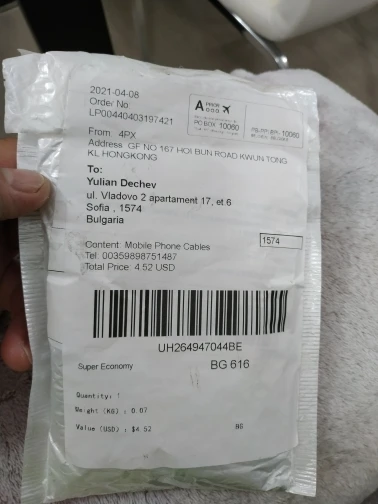 2021-04-08
Order No:
LP00440403197421
A PRIOR
PO BOX 10060
From 4PX
Address GF NO 167 HOI BUN ROAD KWUN TONG
KL HONGKONG
To:
Yulian Dechev
ul. Vladovo 2 apartament 17, et 6
Sofia , 1574
Bulgaria
1574
Content: Mobile Phone Cables
Tel: 00359898751487
Total Price: 4.52 USD
UH264947044BE
Super Economy
BG 616
Quantity: 1
Weight (KG) : 0.07
Value (USD) : $4.52